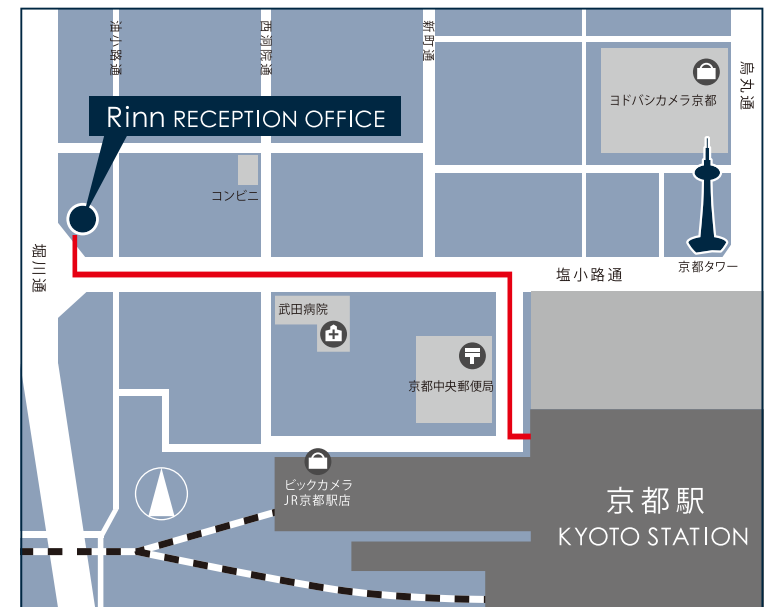 油小路通
西洞院通
新町通
烏丸通
ヨドバシカメラ京都
Rinn RECEPTION OFFICE
コンビニ
堀川通
京都タワー
塩小路通
武田病院
京都中央郵便局
ビックカメラ
JR京都駅店
京都駅
KYOTO STATION